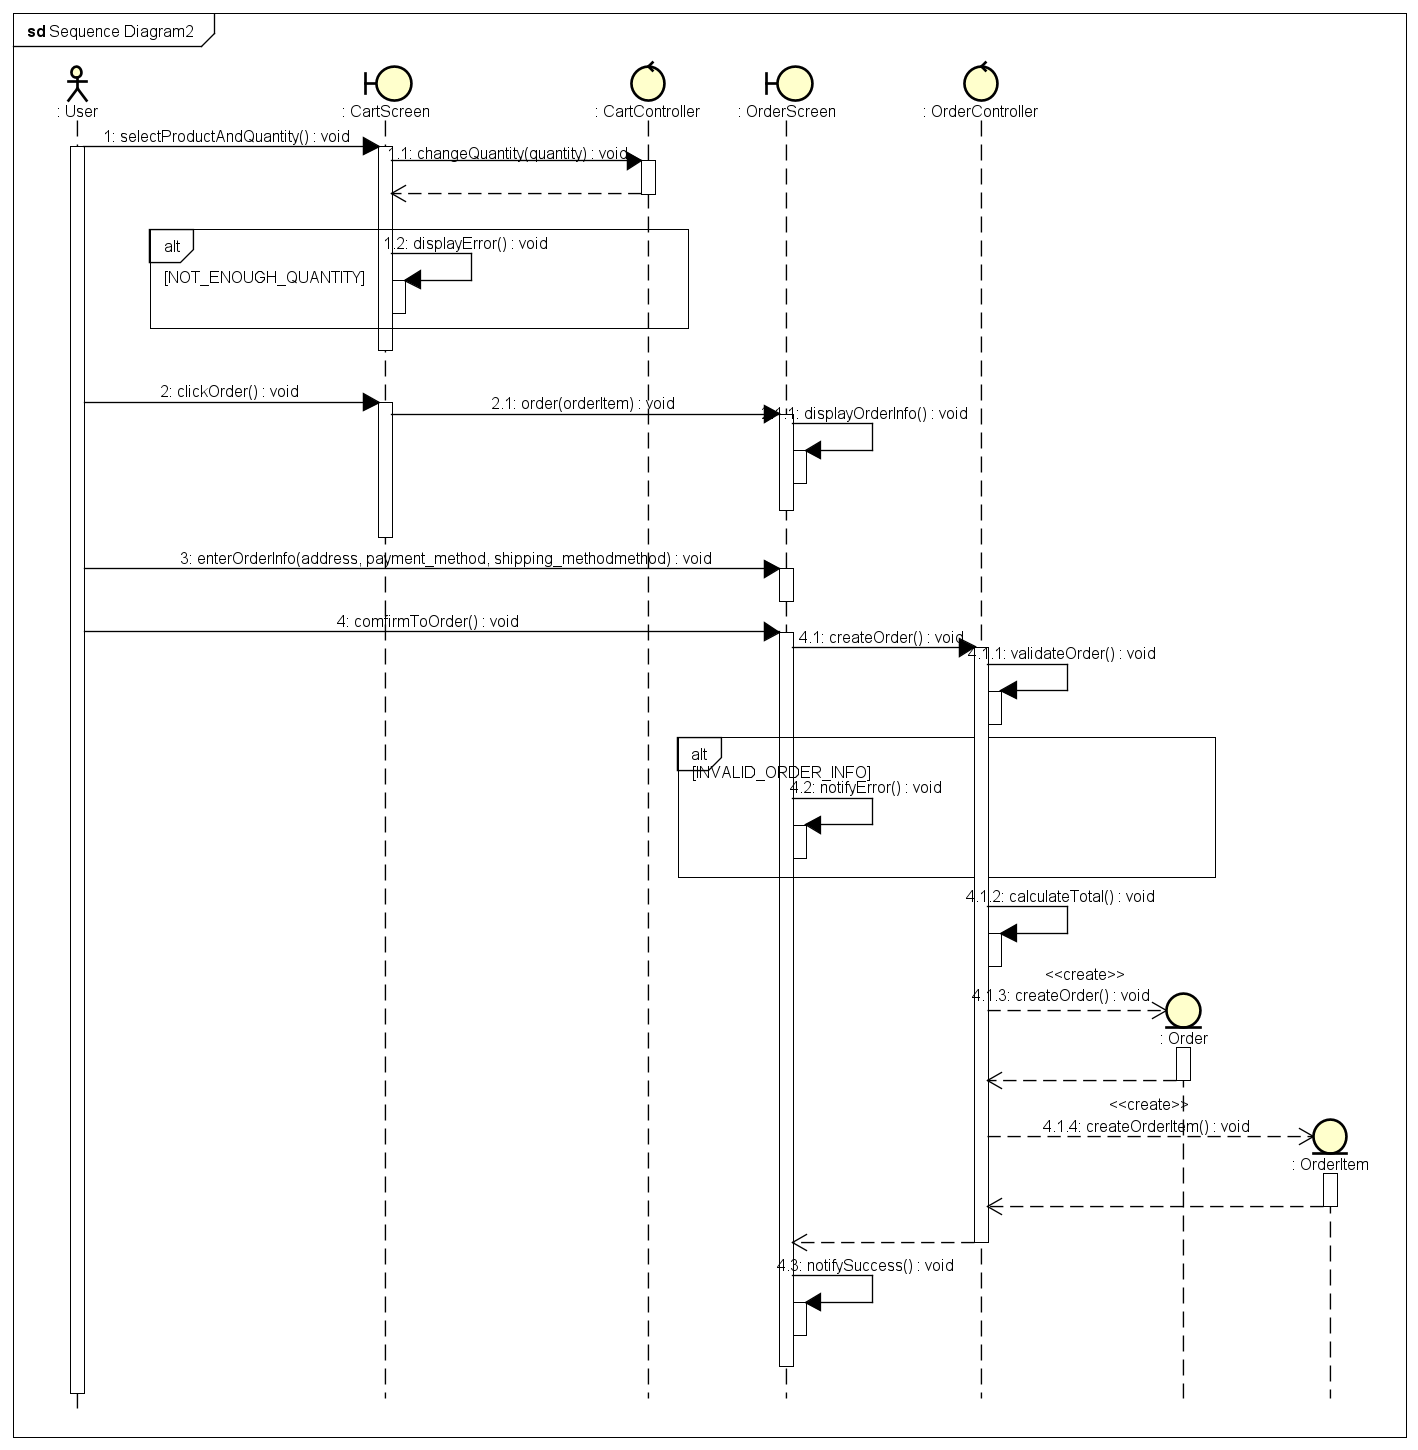 sd Sequence Diagram2
: User
: CartScreen
: CartController
: OrderScreen
: OrderController
1: selectProductAndQuantity() : void
1.1: changeQuantity(quantity) : void
alt
1.2: displayError() : void
[NOT_ENOUGH_QUANTITY]
2: clickOrder() : void
2.1: order(orderItem) : void
2.1.1: displayOrderInfo() : void
3: enterOrderInfo(address, payment_method, shipping_methodmethod) : void
4: comfirmToOrder() : void
4.1: createOrder() : void
4.1.1: validateOrder() : void
alt
[INVALID_ORDER_INFO]
4.2: notifyError() : void
4.1.2: calculateTotal() : void
<<create>>
4.1.3: createOrder() : void
: Order
<<create>>
4.1.4: createOrderItem() : void
: OrderItem
4.3: notifySuccess() : void